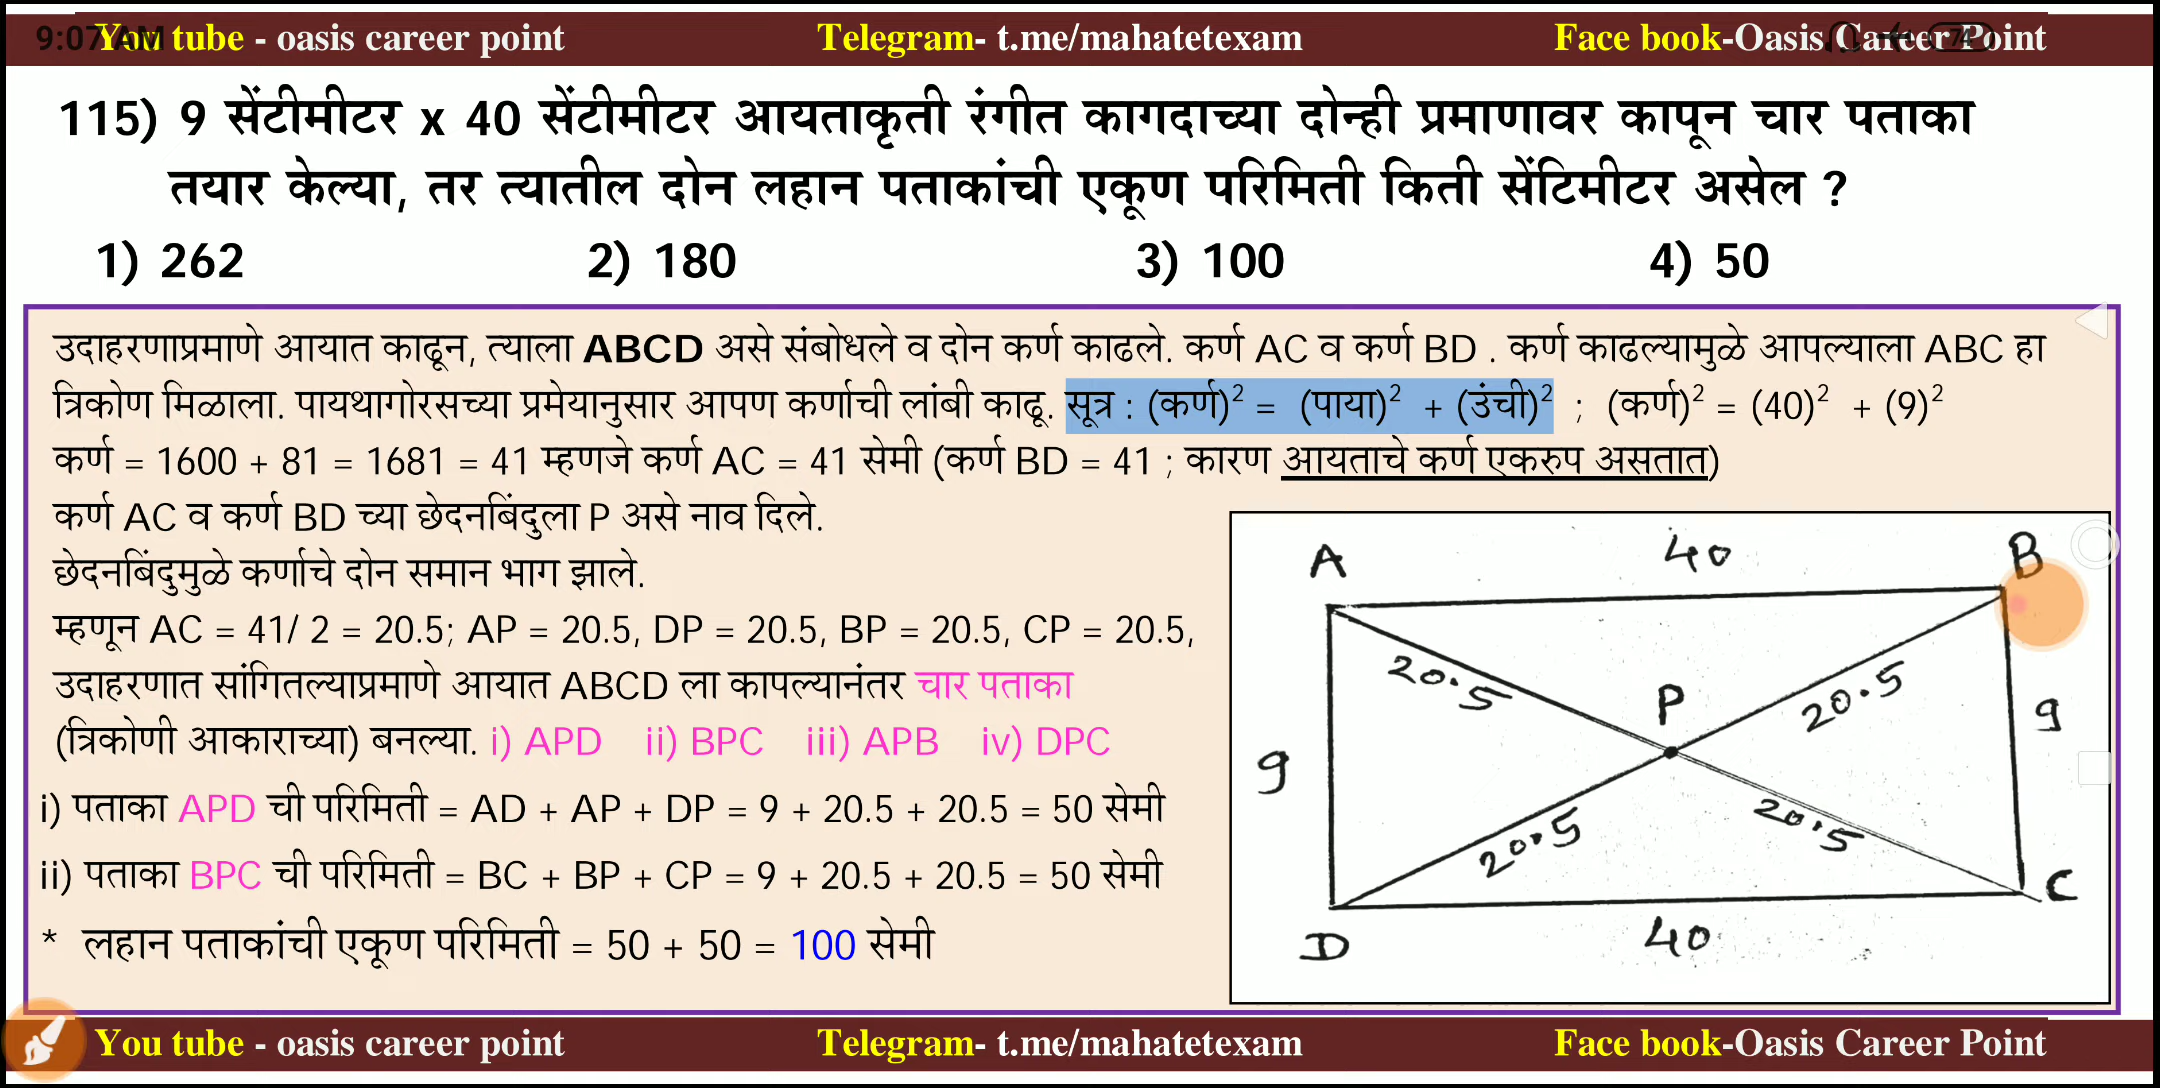 9:07 AM
You tube - oasis career point Telegram- t.me/mahatetexam Face book-Oasis Career Point
74
115) 9 सेंटीमीटर x 40 सेंटीमीटर आयताकृती रंगीत कागदाच्या दोन्ही प्रमाणावर कापून चार पताका
तयार केल्या, तर त्यातील दोन लहान पताकांची एकूण परिमिती किती सेंटिमीटर असेल ?
1) 262 2) 180 3) 100 4) 50
उदाहरणाप्रमाणे आयात काढून, त्याला ABCD असे संबोधले व दोन कर्ण काढले. कर्ण AC व कर्ण BD . कर्ण काढल्यामुळे आपल्याला ABC हा
त्रिकोण मिळाला. पायथागोरसच्या प्रमेयानुसार आपण कर्णाची लांबी काढू. सूत्र : (कर्ण)² = (पाया)² + (उंची)² ; (कर्ण)² = (40)² + (9)²
कर्ण = 1600 + 81 = 1681 = 41 म्हणजे कर्ण AC = 41 सेमी (कर्ण BD = 41 ; कारण आयताचे कर्ण एकरुप असतात)
कर्ण AC व कर्ण BD च्या छेदनबिंदुला P असे नाव दिले.
छेदनबिंदुमुळे कर्णाचे दोन समान भाग झाले.
म्हणून AC = 41/ 2 = 20.5; AP = 20.5, DP = 20.5, BP = 20.5, CP = 20.5,
उदाहरणात सांगितल्याप्रमाणे आयात ABCD ला कापल्यानंतर चार पताका
(त्रिकोणी आकाराच्या) बनल्या. i) APD ii) BPC iii) APB iv) DPC
i) पताका APD ची परिमिती = AD + AP + DP = 9 + 20.5 + 20.5 = 50 सेमी
ii) पताका BPC ची परिमिती = BC + BP + CP = 9 + 20.5 + 20.5 = 50 सेमी
* लहान पताकांची एकूण परिमिती = 50 + 50 = 100 सेमी
A 40 B
20.5 P 20.5
9 9
20.5 20.5
D 40 C
You tube - oasis career point Telegram- t.me/mahatetexam Face book-Oasis Career Point